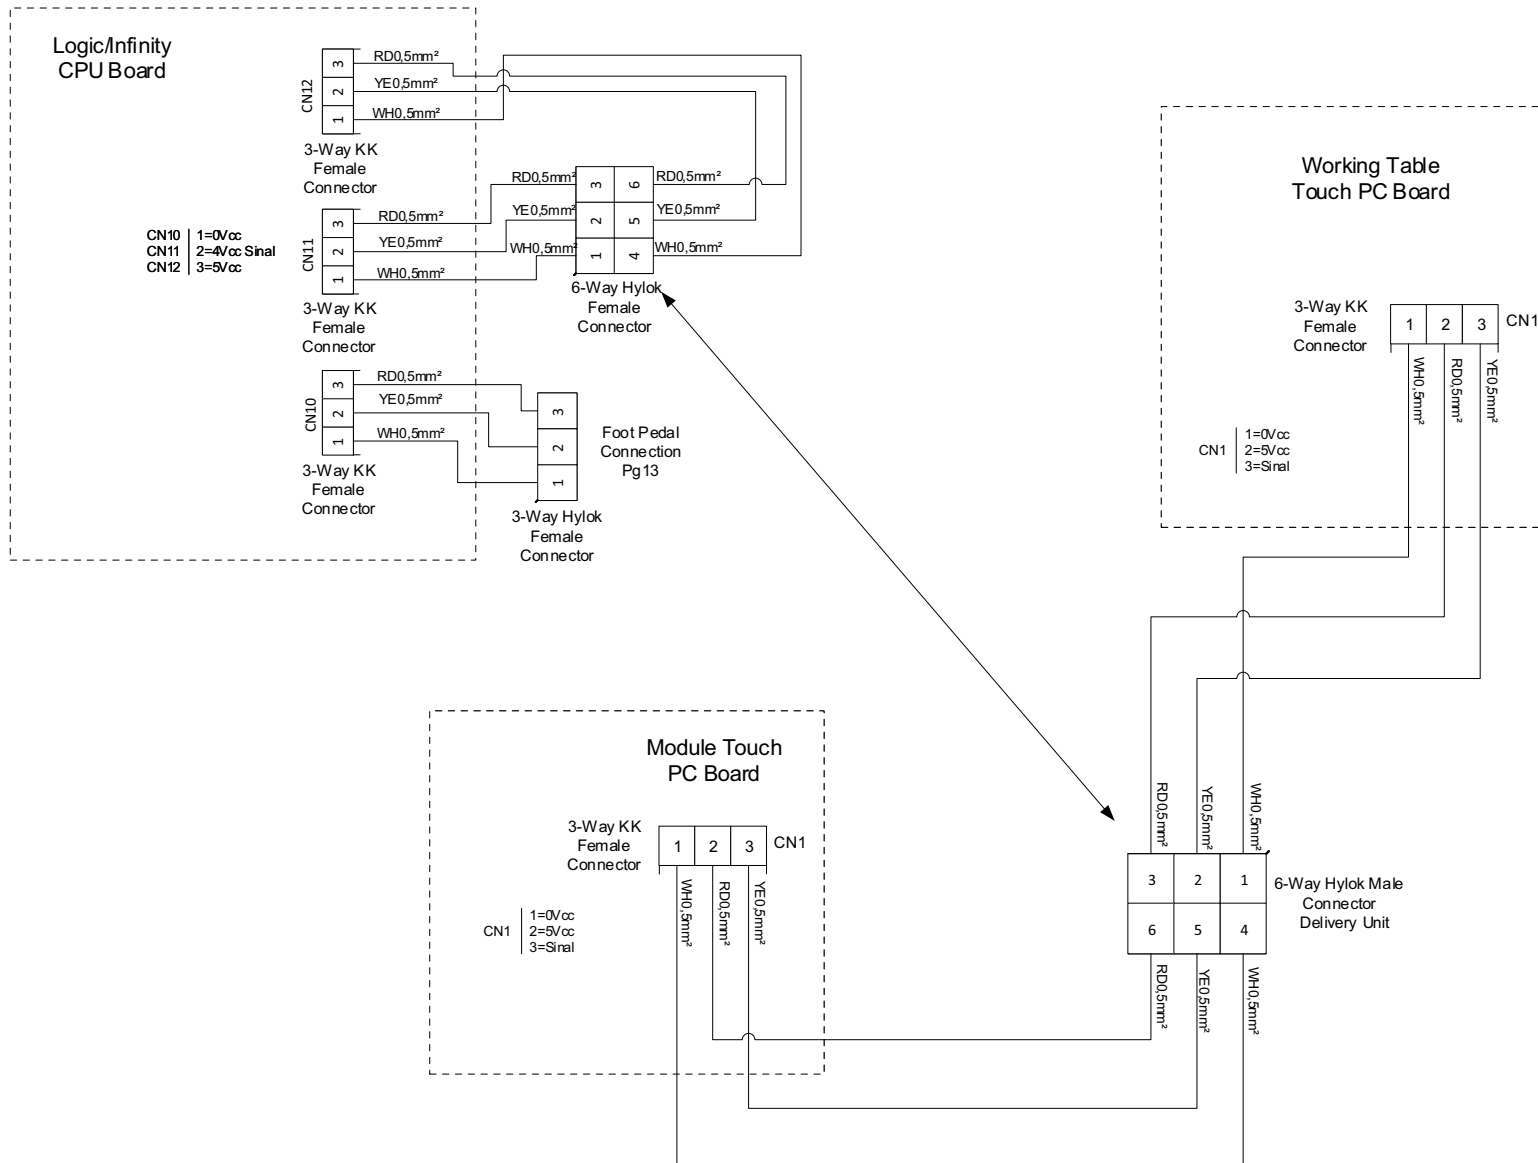 Logic/Infinity
CPU Board
CN12
3
2
1
RD0,5mm²
YE0,5mm²
WH0,5mm²
3-Way KK
Female
Connector
CN10 1=0Vcc
CN11 2=4Vcc Sinal
CN12 3=5Vcc
CN11
3
2
1
RD0,5mm²
YE0,5mm²
WH0,5mm²
3-Way KK
Female
Connector
RD0,5mm² 3 6 RD0,5mm²
YE0,5mm² 2 5 YE0,5mm²
WH0,5mm² 1 4 WH0,5mm²
6-Way Hylok
Female
Connector
CN10
3
2
1
RD0,5mm²
YE0,5mm²
WH0,5mm²
3-Way KK
Female
Connector
3
2
1
Foot Pedal
Connection
Pg13
3-Way Hylok
Female
Connector
Working Table
Touch PC Board
3-Way KK
Female
Connector
1 2 3 CN1
WH0,5mm²
RD0,5mm²
YE0,5mm²
CN1
1=0Vcc
2=5Vcc
3=Sinal
Module Touch
PC Board
3-Way KK
Female
Connector
1 2 3 CN1
WH0,5mm²
RD0,5mm²
YE0,5mm²
CN1
1=0Vcc
2=5Vcc
3=Sinal
RD0,5mm²
YE0,5mm²
WH0,5mm²
3 2 1
6 5 4
6-Way Hylok Male
Connector
Delivery Unit
RD0,5mm²
YE0,5mm²
WH0,5mm²